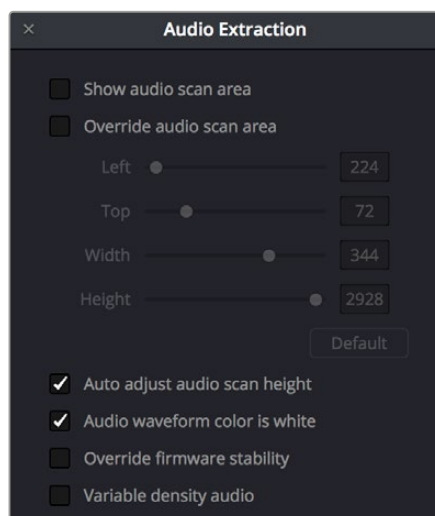 Audio Extraction
Show audio scan area
Override audio scan area
Left 224
Top 72
Width 344
Height 2928
Default
Auto adjust audio scan height
Audio waveform color is white
Override firmware stability
Variable density audio